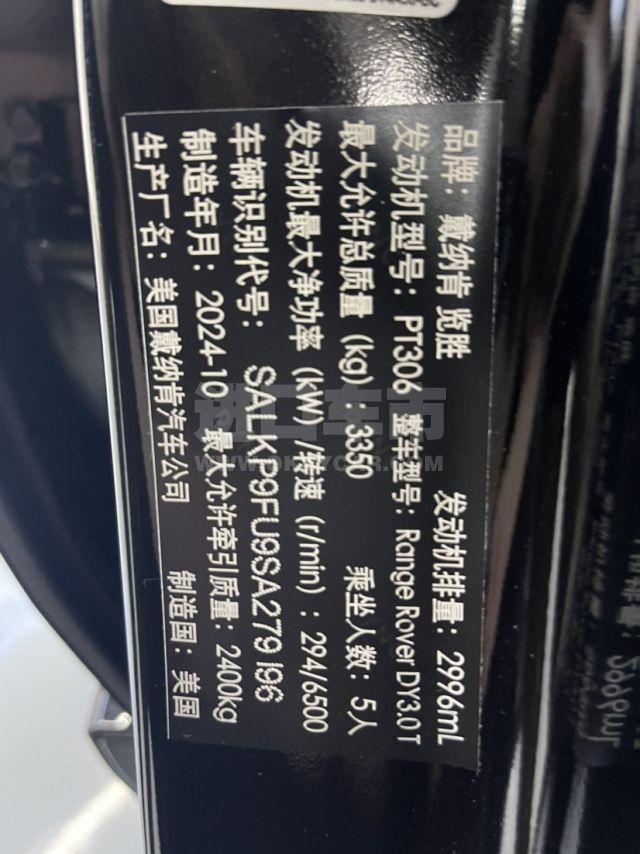 品牌：戴纳肯 览胜 发动机排量：2996mL
发动机型号：PT306 整车型号：Range Rover DY3.0T
最大允许总质量（kg）：3350 乘坐人数：5人
发动机最大净功率（kW）/转速（r/min）：294/6500
车辆识别代号：SALKP9FU9SA279196
制造年月：2024-10 最大允许牵引质量：2400kg
生产厂名：美国戴纳肯汽车公司 制造国：美国
进口车市